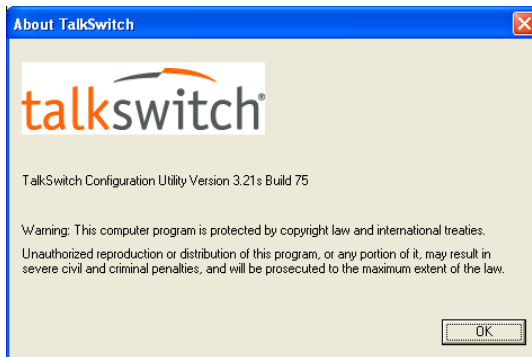 About TalkSwitch
talkswitch®
TalkSwitch Configuration Utility Version 3.21s Build 75
Warning: This computer program is protected by copyright law and international treaties.
Unauthorized reproduction or distribution of this program, or any portion of it, may result in
severe civil and criminal penalties, and will be prosecuted to the maximum extent of the law.
OK